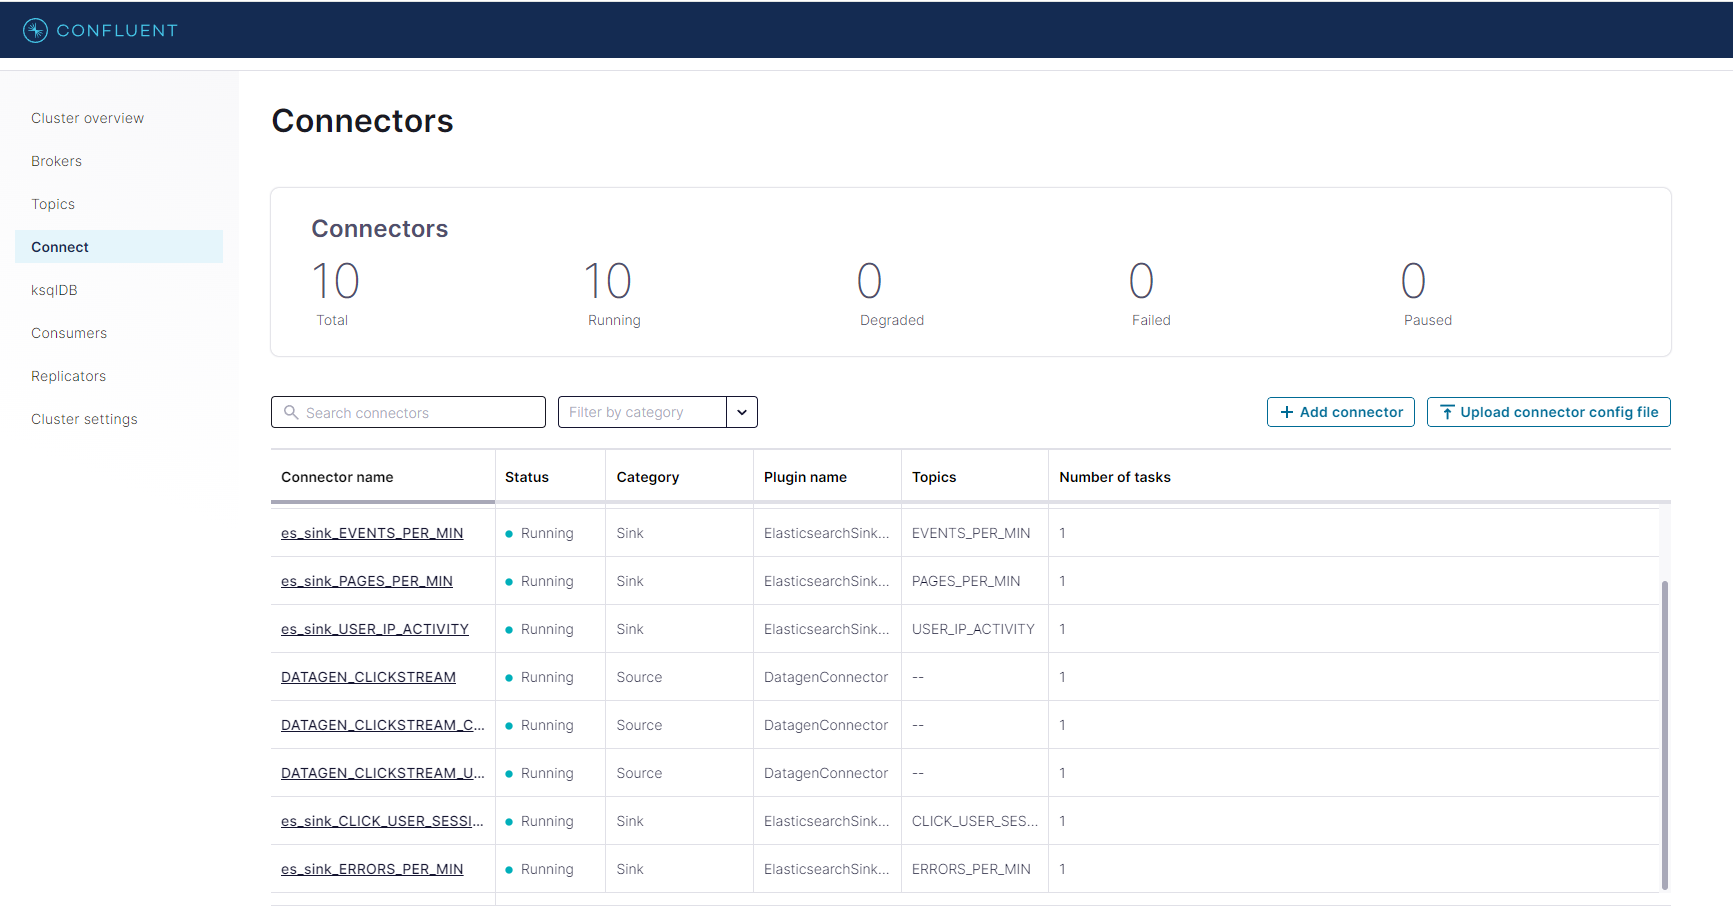 CONFLUENT
Cluster overview
Brokers
Topics
Connect
ksqlDB
Consumers
Replicators
Cluster settings
Connectors
Connectors
10 10 0 0 0
Total Running Degraded Failed Paused
Search connectors Filter by category + Add connector Upload connector config file
Connector name Status Category Plugin name Topics Number of tasks
es_sink_EVENTS_PER_MIN Running Sink ElasticsearchSink... EVENTS_PER_MIN 1
es_sink_PAGES_PER_MIN Running Sink ElasticsearchSink... PAGES_PER_MIN 1
es_sink_USER_IP_ACTIVITY Running Sink ElasticsearchSink... USER_IP_ACTIVITY 1
DATAGEN_CLICKSTREAM Running Source DatagenConnector -- 1
DATAGEN_CLICKSTREAM_C... Running Source DatagenConnector -- 1
DATAGEN_CLICKSTREAM_U... Running Source DatagenConnector -- 1
es_sink_CLICK_USER_SESSI... Running Sink ElasticsearchSink... CLICK_USER_SES... 1
es_sink_ERRORS_PER_MIN Running Sink ElasticsearchSink... ERRORS_PER_MIN 1